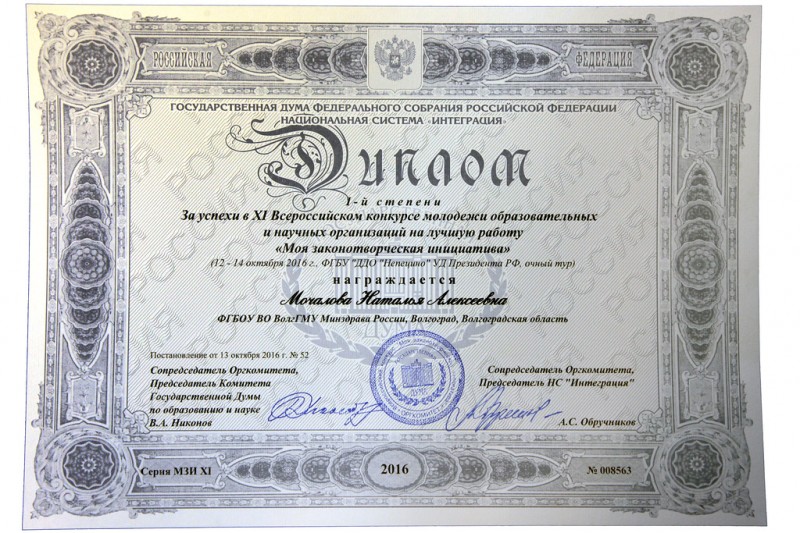 РОССИЙСКАЯ ФЕДЕРАЦИЯ
ГОСУДАРСТВЕННАЯ ДУМА ФЕДЕРАЛЬНОГО СОБРАНИЯ РОССИЙСКОЙ ФЕДЕРАЦИИ
НАЦИОНАЛЬНАЯ СИСТЕМА «ИНТЕГРАЦИЯ»
Диплом
1-й степени
За успехи в XI Всероссийском конкурсе молодежи образовательных
и научных организаций на лучшую работу
«Моя законотворческая инициатива»
(12 - 14 октября 2016 г., ФГБУ "ДДО "Непецино" УД Президента РФ, очный тур)
награждается
Мочалова Наталья Алексеевна
ФГБОУ ВО ВолгГМУ Минздрава России, Волгоград, Волгоградская область
Постановление от 13 октября 2016 г. № 52
Сопредседатель Оргкомитета,
Председатель Комитета
Государственной Думы
по образованию и науке
В.А. Никонов
Сопредседатель Оргкомитета,
Председатель НС "Интеграция"
А.С. Обручников
ДУМА
ОРГКОМИТЕТ
Серия МЗИ XI
2016
№ 008563
РОССИЯ